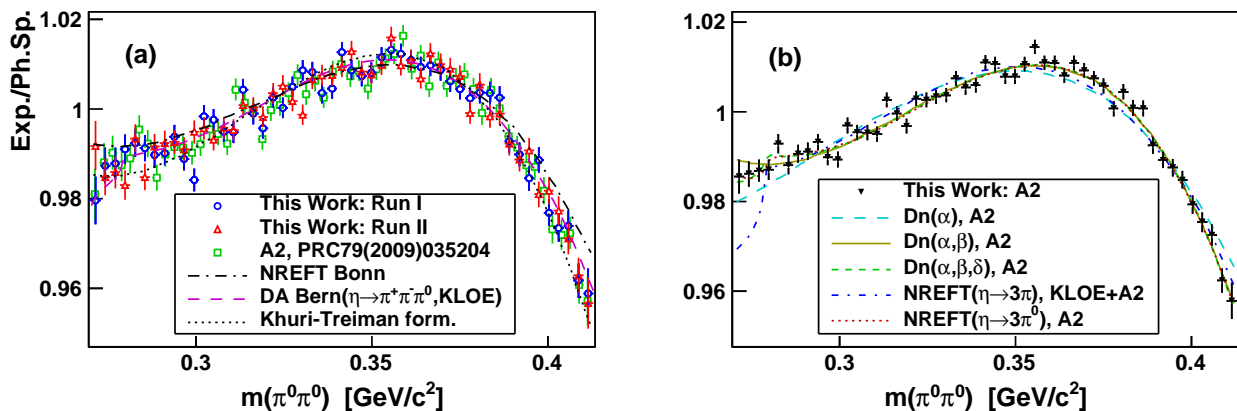 (a)
Exp./Ph.Sp.
1.02
1
0.98
0.96
This Work: Run I
This Work: Run II
A2, PRC79(2009)035204
NREFT Bonn
DA Bern(η→π⁺π⁻π⁰,KLOE)
Khuri-Treiman form.
0.3 0.35 0.4
m(π⁰π⁰) [GeV/c²]
(b)
1.02
1
0.98
0.96
This Work: A2
Dn(α), A2
Dn(α,β), A2
Dn(α,β,δ), A2
NREFT(η→3π), KLOE+A2
NREFT(η→3π⁰), A2
0.3 0.35 0.4
m(π⁰π⁰) [GeV/c²]